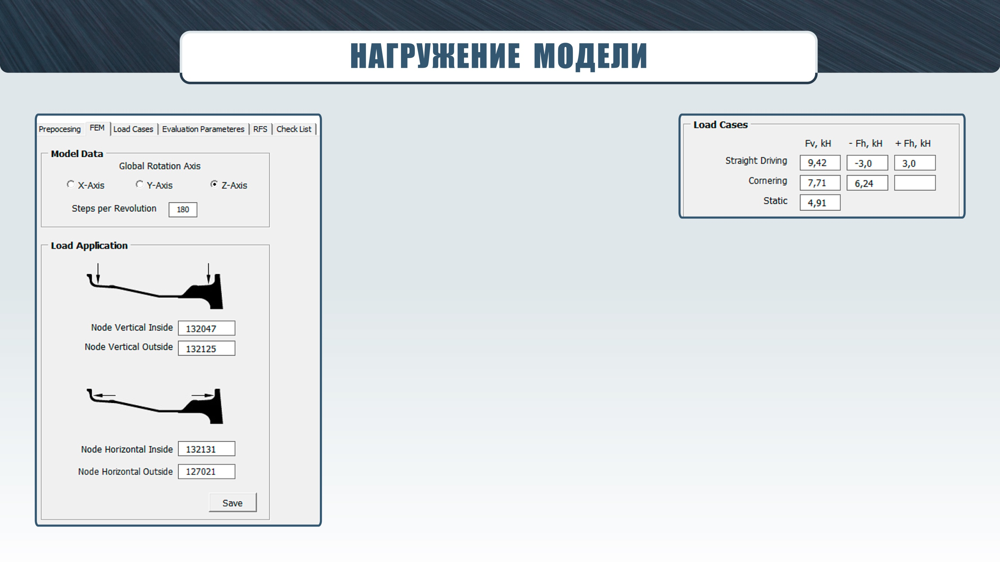 НАГРУЖЕНИЕ МОДЕЛИ
Prepocesing FEM Load Cases Evaluation Parameteres RFS Check List
Model Data
Global Rotation Axis
X-Axis Y-Axis Z-Axis
Steps per Revolution 180
Load Application
Node Vertical Inside 132047
Node Vertical Outside 132125
Node Horizontal Inside 132131
Node Horizontal Outside 127021
Save
Load Cases
Fv, kH - Fh, kH + Fh, kH
Straight Driving 9,42 -3,0 3,0
Cornering 7,71 6,24
Static 4,91